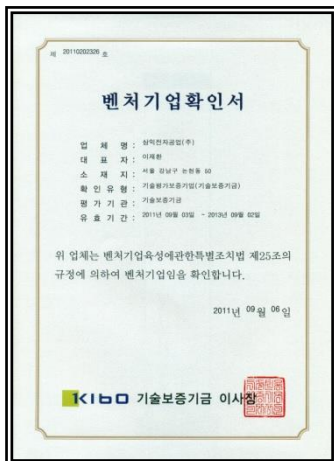 제 20110202326 호
벤처기업확인서
업 체 명 : 삼익전자공업(주)
대 표 자 : 이재환
소 재 지 : 서울 강남구 논현동 60
확 인 유 형 : 기술평가보증기업(기술보증기금)
평 가 기 관 : 기술보증기금
유 효 기 간 : 2011년 09월 03일 ~ 2013년 09월 02일
위 업체는 벤처기업육성에관한특별조치법 제25조의
규정에 의하여 벤처기업임을 확인합니다.
2011년 09월 06일
KIBO 기술보증기금 이사장